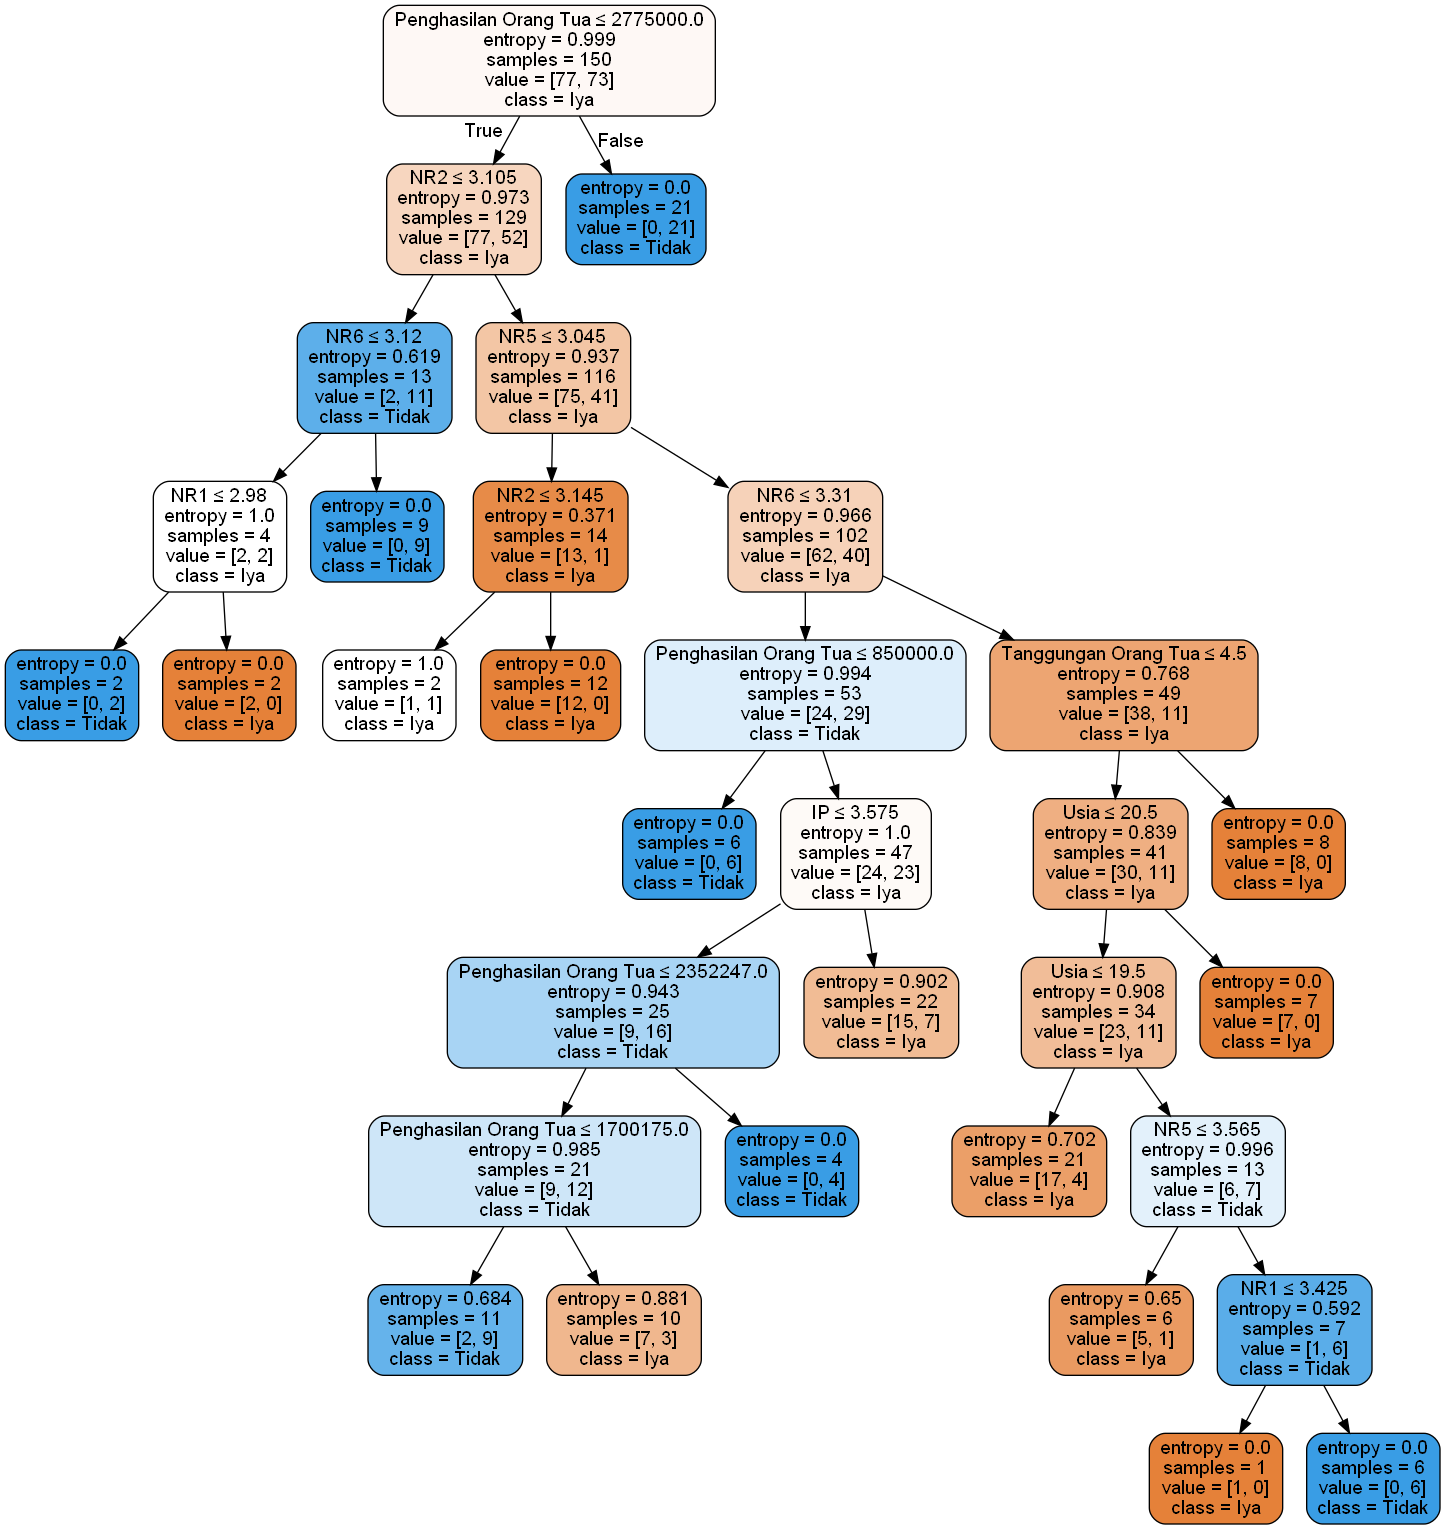 Penghasilan Orang Tua ≤ 2775000.0
entropy = 0.999
samples = 150
value = [77, 73]
class = Iya
True
False
NR2 ≤ 3.105
entropy = 0.973
samples = 129
value = [77, 52]
class = Iya
entropy = 0.0
samples = 21
value = [0, 21]
class = Tidak
NR6 ≤ 3.12
entropy = 0.619
samples = 13
value = [2, 11]
class = Tidak
NR5 ≤ 3.045
entropy = 0.937
samples = 116
value = [75, 41]
class = Iya
NR1 ≤ 2.98
entropy = 1.0
samples = 4
value = [2, 2]
class = Iya
entropy = 0.0
samples = 9
value = [0, 9]
class = Tidak
NR2 ≤ 3.145
entropy = 0.371
samples = 14
value = [13, 1]
class = Iya
NR6 ≤ 3.31
entropy = 0.966
samples = 102
value = [62, 40]
class = Iya
entropy = 0.0
samples = 2
value = [0, 2]
class = Tidak
entropy = 0.0
samples = 2
value = [2, 0]
class = Iya
entropy = 1.0
samples = 2
value = [1, 1]
class = Iya
entropy = 0.0
samples = 12
value = [12, 0]
class = Iya
Penghasilan Orang Tua ≤ 850000.0
entropy = 0.994
samples = 53
value = [24, 29]
class = Tidak
Tanggungan Orang Tua ≤ 4.5
entropy = 0.768
samples = 49
value = [38, 11]
class = Iya
entropy = 0.0
samples = 6
value = [0, 6]
class = Tidak
IP ≤ 3.575
entropy = 1.0
samples = 47
value = [24, 23]
class = Iya
Usia ≤ 20.5
entropy = 0.839
samples = 41
value = [30, 11]
class = Iya
entropy = 0.0
samples = 8
value = [8, 0]
class = Iya
Penghasilan Orang Tua ≤ 2352247.0
entropy = 0.943
samples = 25
value = [9, 16]
class = Tidak
entropy = 0.902
samples = 22
value = [15, 7]
class = Iya
Usia ≤ 19.5
entropy = 0.908
samples = 34
value = [23, 11]
class = Iya
entropy = 0.0
samples = 7
value = [7, 0]
class = Iya
Penghasilan Orang Tua ≤ 1700175.0
entropy = 0.985
samples = 21
value = [9, 12]
class = Tidak
entropy = 0.0
samples = 4
value = [0, 4]
class = Tidak
entropy = 0.702
samples = 21
value = [17, 4]
class = Iya
NR5 ≤ 3.565
entropy = 0.996
samples = 13
value = [6, 7]
class = Tidak
entropy = 0.684
samples = 11
value = [2, 9]
class = Tidak
entropy = 0.881
samples = 10
value = [7, 3]
class = Iya
entropy = 0.65
samples = 6
value = [5, 1]
class = Iya
NR1 ≤ 3.425
entropy = 0.592
samples = 7
value = [1, 6]
class = Tidak
entropy = 0.0
samples = 1
value = [1, 0]
class = Iya
entropy = 0.0
samples = 6
value = [0, 6]
class = Tidak